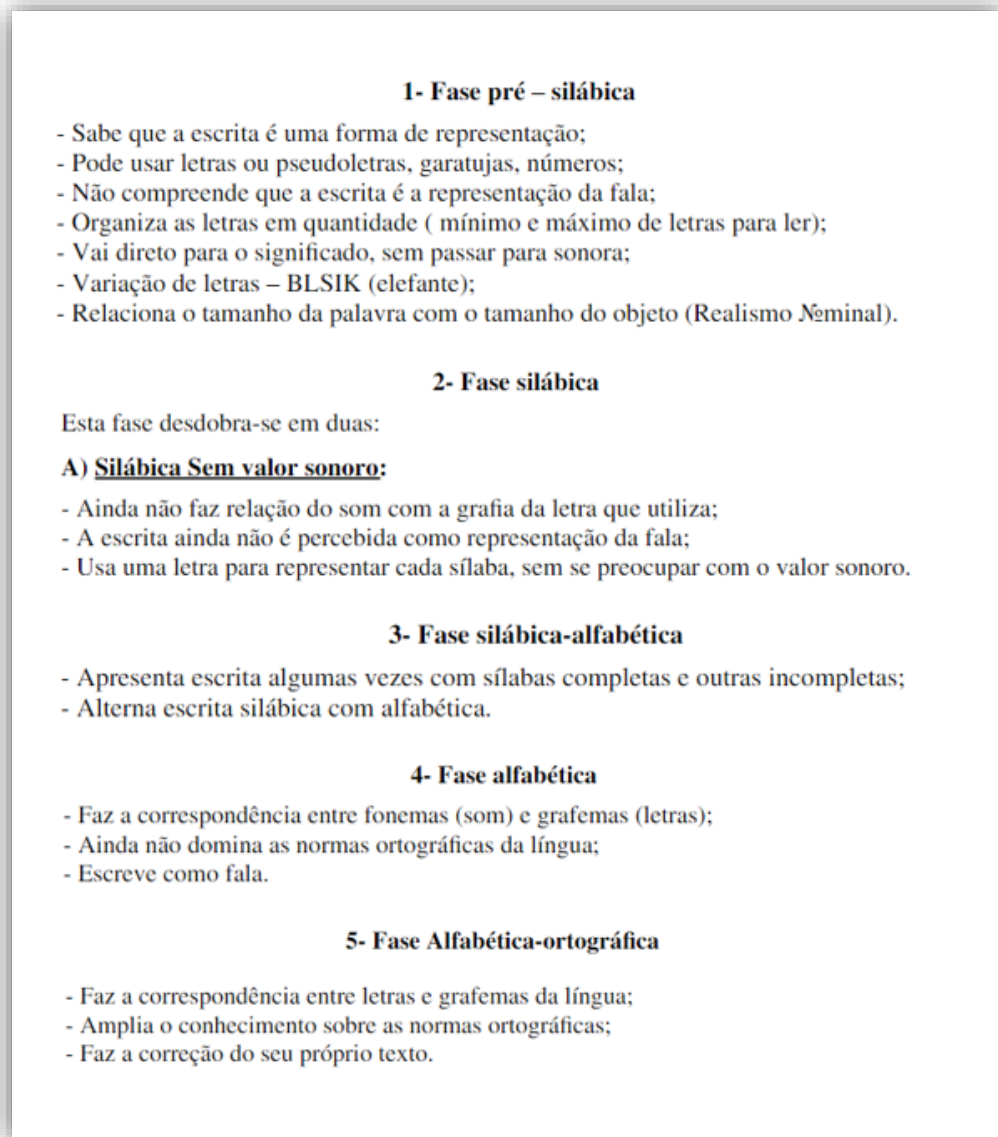 1- Fase pré – silábica
- Sabe que a escrita é uma forma de representação;
- Pode usar letras ou pseudoletras, garatujas, números;
- Não compreende que a escrita é a representação da fala;
- Organiza as letras em quantidade ( mínimo e máximo de letras para ler);
- Vai direto para o significado, sem passar para sonora;
- Variação de letras – BLSIK (elefante);
- Relaciona o tamanho da palavra com o tamanho do objeto (Realismo №minal).
2- Fase silábica
Esta fase desdobra-se em duas:
A) Silábica Sem valor sonoro:
- Ainda não faz relação do som com a grafia da letra que utiliza;
- A escrita ainda não é percebida como representação da fala;
- Usa uma letra para representar cada sílaba, sem se preocupar com o valor sonoro.
3- Fase silábica-alfabética
- Apresenta escrita algumas vezes com sílabas completas e outras incompletas;
- Alterna escrita silábica com alfabética.
4- Fase alfabética
- Faz a correspondência entre fonemas (som) e grafemas (letras);
- Ainda não domina as normas ortográficas da língua;
- Escreve como fala.
5- Fase Alfabética-ortográfica
- Faz a correspondência entre letras e grafemas da língua;
- Amplia o conhecimento sobre as normas ortográficas;
- Faz a correção do seu próprio texto.